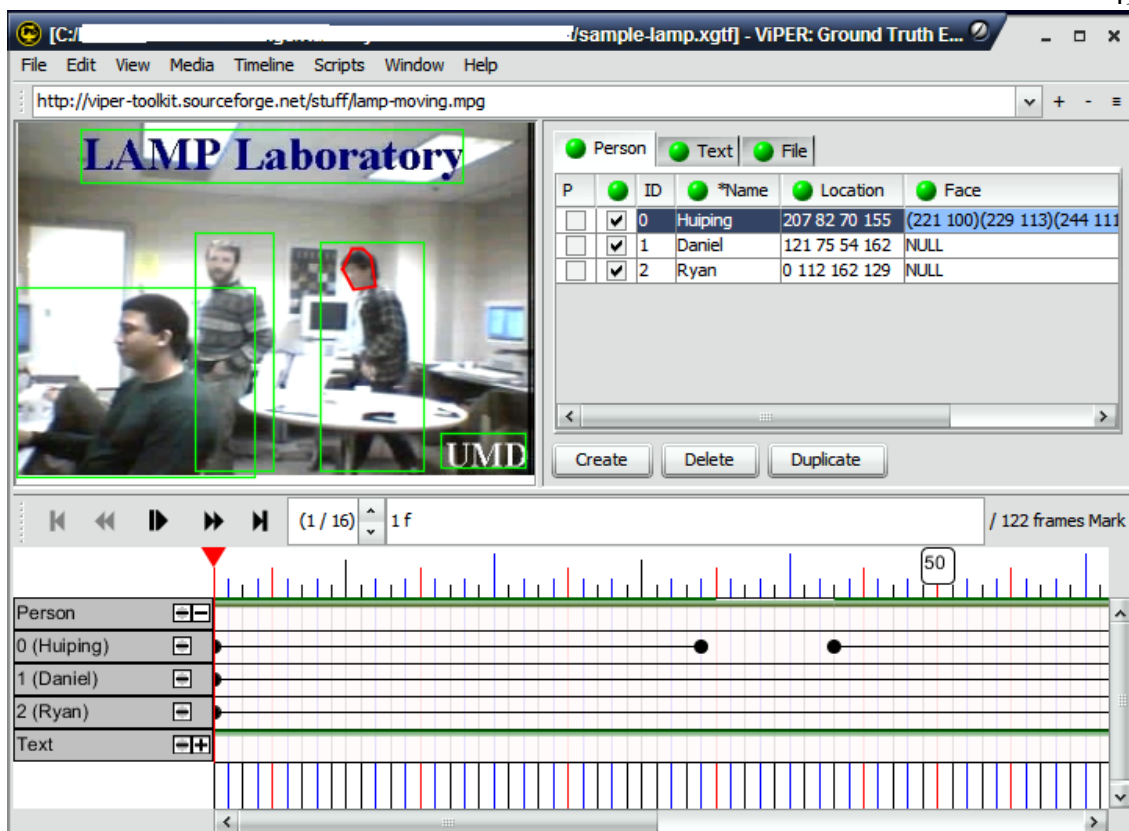 [C:/ /sample-lamp.xgtf] - ViPER: Ground Truth E...
File Edit View Media Timeline Scripts Window Help
http://viper-toolkit.sourceforge.net/stuff/lamp-moving.mpg
+ - ≡
LAMP Laboratory
UMD
Person Text File
P ID *Name Location Face
0 Huiping 207 82 70 155 (221 100)(229 113)(244 111
1 Daniel 121 75 54 162 NULL
2 Ryan 0 112 162 129 NULL
Create Delete Duplicate
(1 / 16) 1 f / 122 frames Mark
50
Person
0 (Huiping)
1 (Daniel)
2 (Ryan)
Text